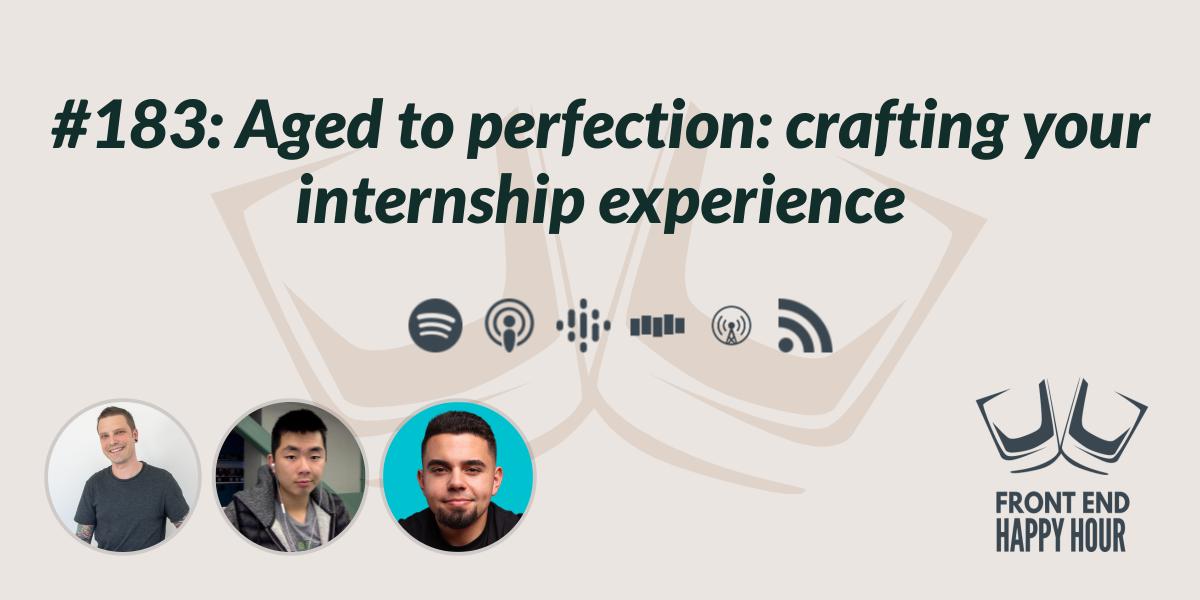 #183: Aged to perfection: crafting your
internship experience
FRONT END
HAPPY HOUR